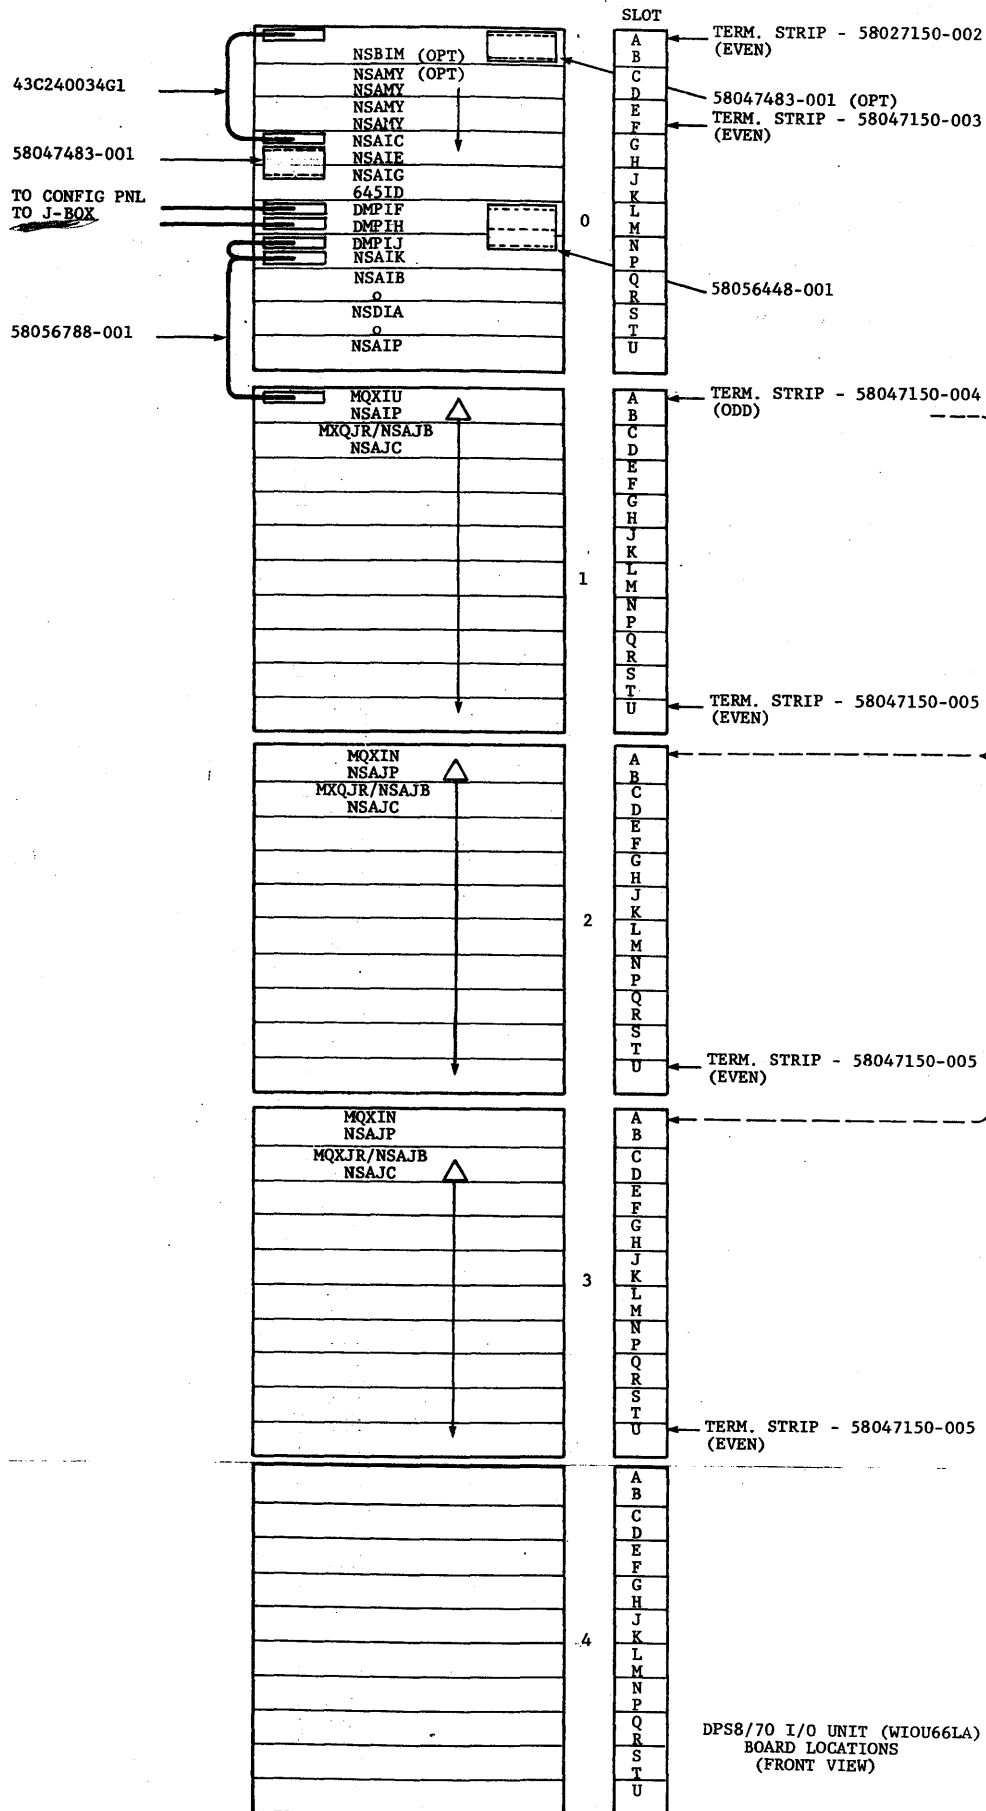 SLOT
43C240034G1
58047483-001
TO CONFIG PNL
TO J-BOX
58056788-001
NSBIM (OPT)
NSAMY (OPT)
NSAMY
NSAMY
NSAMY
NSAIC
NSAIE
NSAIG
645ID
DMPIF
DMPIH
DMPIJ
NSAIK
NSAIB
o
NSDIA
o
NSAIP
0
A
B
C
D
E
F
G
H
J
K
L
M
N
P
Q
R
S
T
U
TERM. STRIP - 58027150-002
(EVEN)
58047483-001 (OPT)
TERM. STRIP - 58047150-003
(EVEN)
58056448-001
MQXIU
NSAIP
MXQJR/NSAJB
NSAJC
1
A
B
C
D
E
F
G
H
J
K
L
M
N
P
Q
R
S
T
U
TERM. STRIP - 58047150-004
(ODD)
TERM. STRIP - 58047150-005
(EVEN)
MQXIN
NSAJP
MXQJR/NSAJB
NSAJC
2
A
B
C
D
E
F
G
H
J
K
L
M
N
P
Q
R
S
T
U
TERM. STRIP - 58047150-005
(EVEN)
MQXIN
NSAJP
MQXJR/NSAJB
NSAJC
3
A
B
C
D
E
F
G
H
J
K
L
M
N
P
Q
R
S
T
U
TERM. STRIP - 58047150-005
(EVEN)
4
A
B
C
D
E
F
G
H
J
K
L
M
N
P
Q
R
S
T
U
DPS8/70 I/O UNIT (WIOU66LA)
BOARD LOCATIONS
(FRONT VIEW)